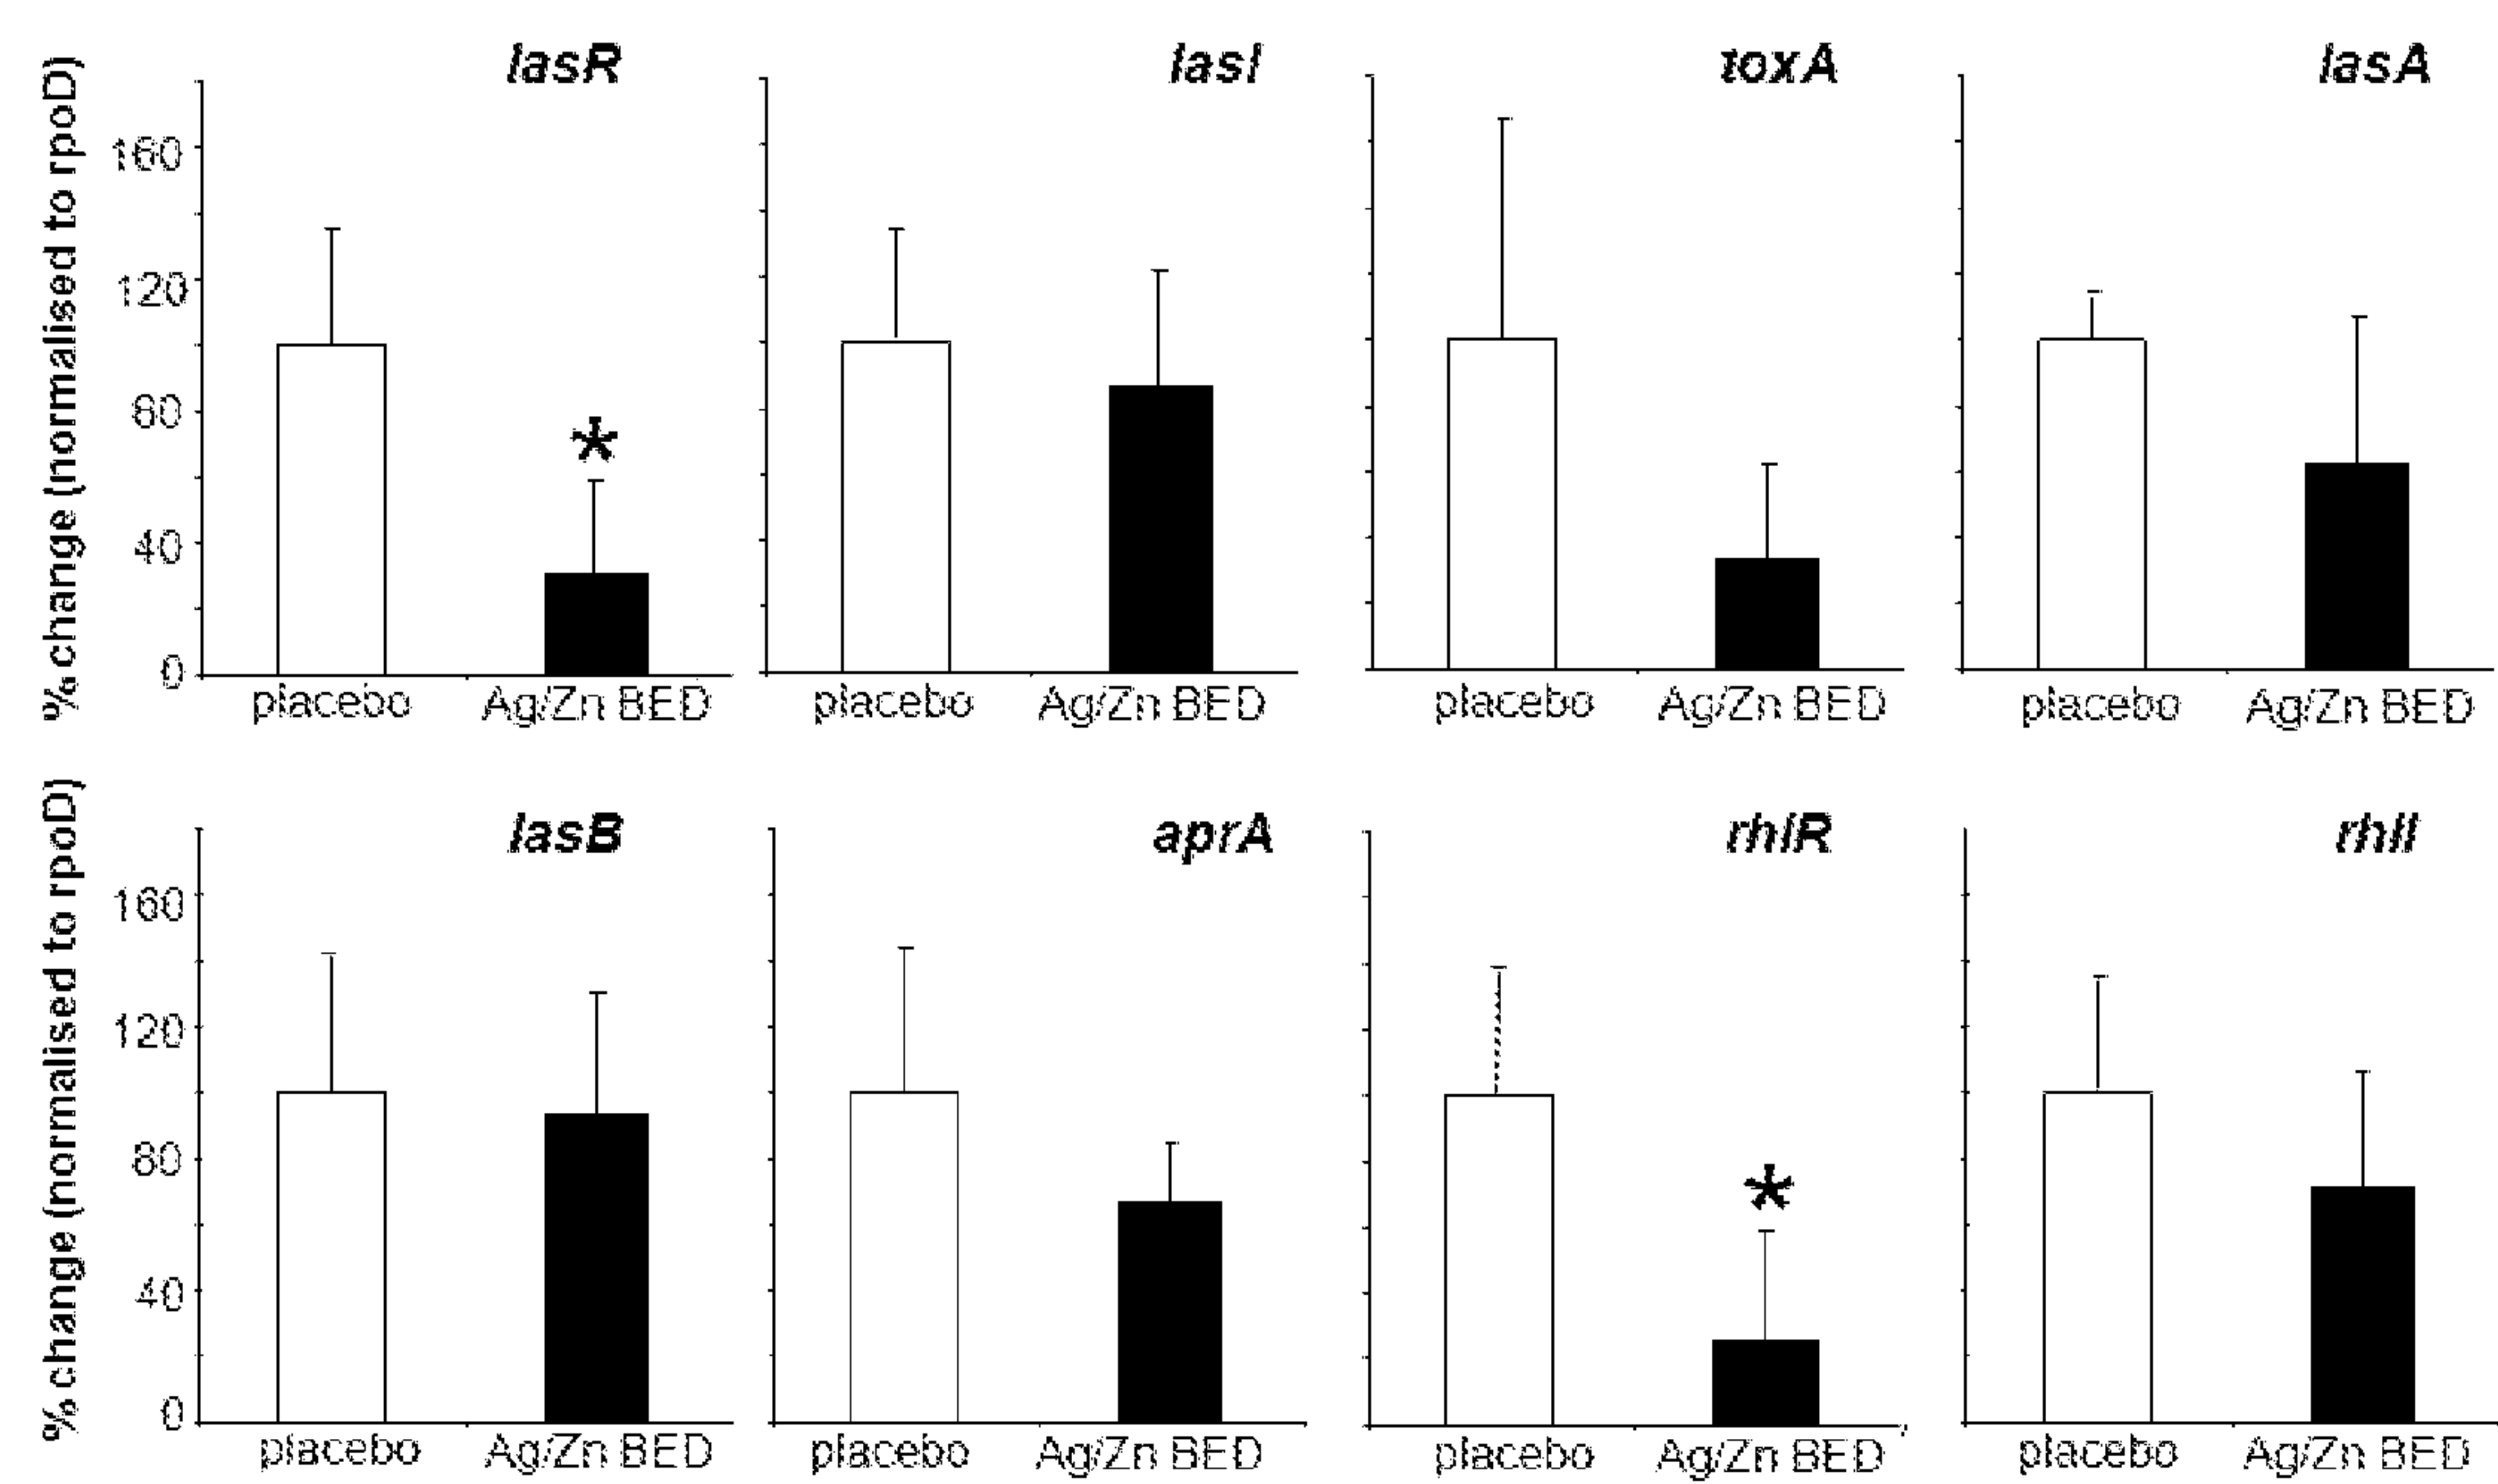 % change (normalised to rpoD)
lasR
lasI
toxA
lasA
160
120
80
40
0
placebo
Ag/Zn BED
placebo
Ag/Zn BED
placebo
Ag/Zn BED
placebo
Ag/Zn BED
*
% change (normalised to rpoD)
lasB
aprA
rhlR
rhlI
160
120
80
40
0
*
placebo
Ag/Zn BED
placebo
Ag/Zn BED
placebo
Ag/Zn BED
placebo
Ag/Zn BED